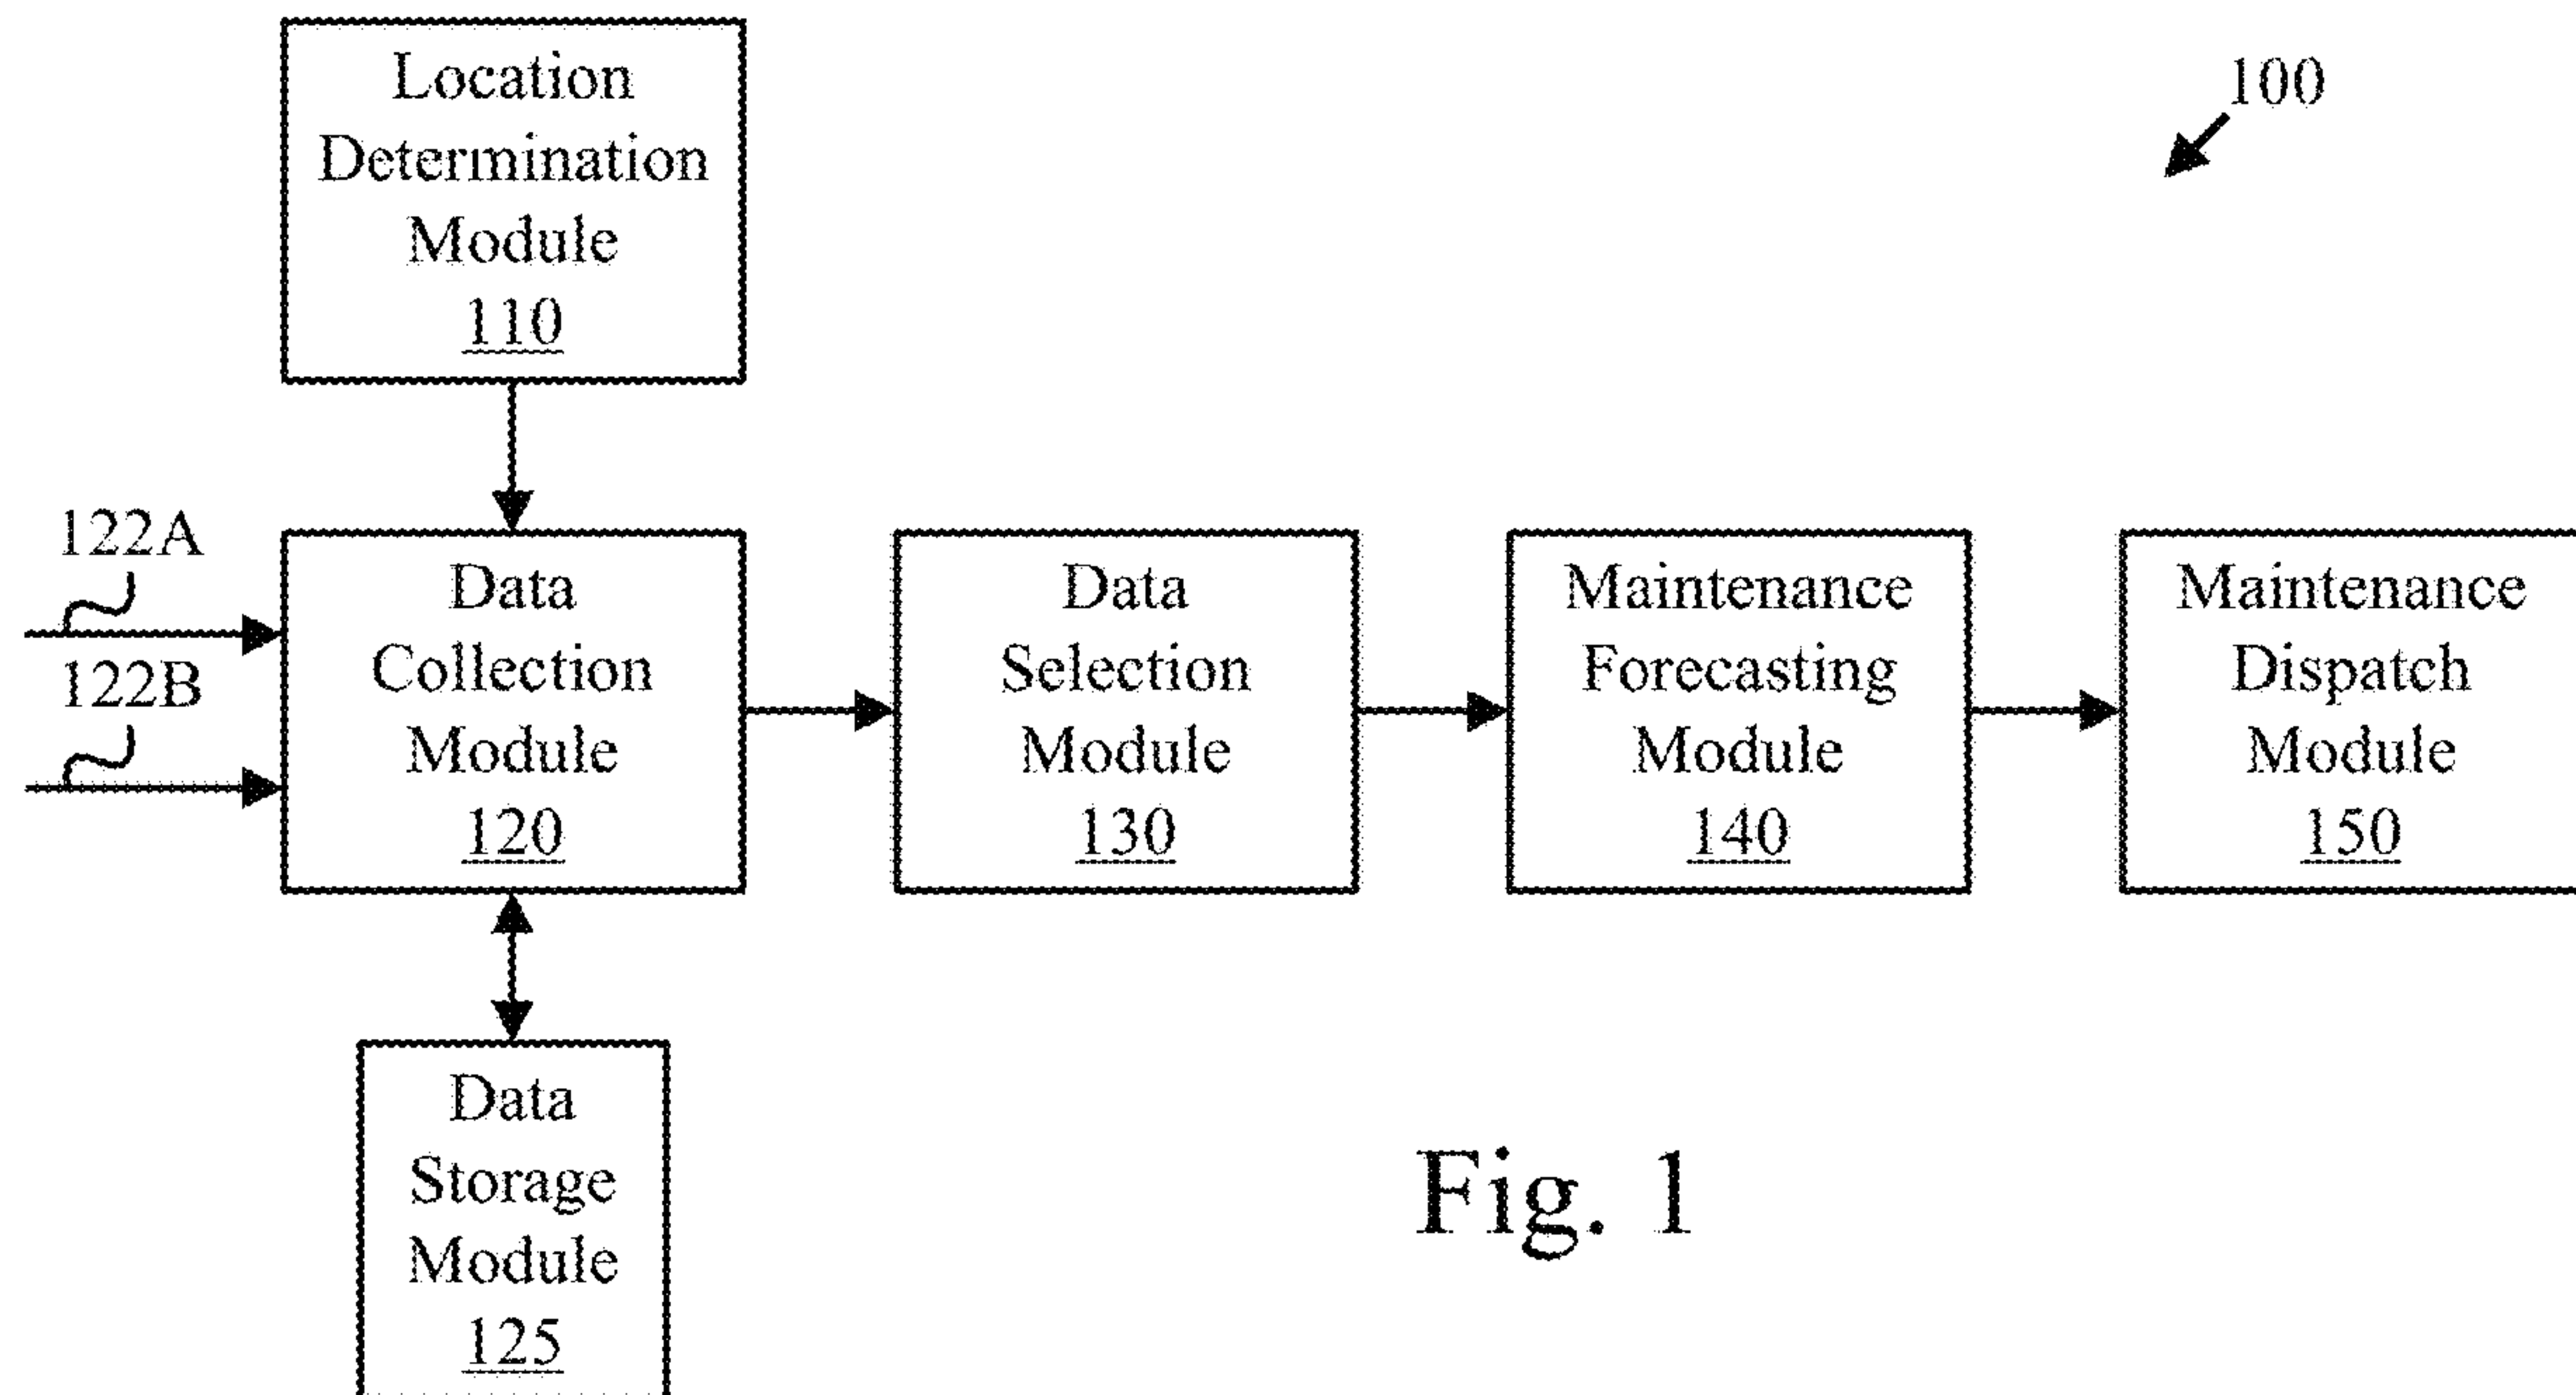 Location
Determination
Module
110
100
122A
122B
Data
Collection
Module
120
Data
Selection
Module
130
Maintenance
Forecasting
Module
140
Maintenance
Dispatch
Module
150
Data
Storage
Module
125
Fig. 1